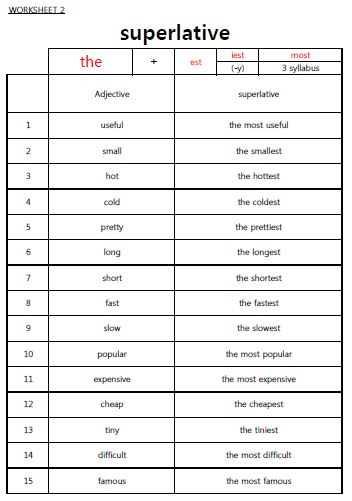 WORKSHEET 2
superlative
the + est iest most
(-y) 3 syllabus
Adjective superlative
1 useful the most useful
2 small the smallest
3 hot the hottest
4 cold the coldest
5 pretty the prettiest
6 long the longest
7 short the shortest
8 fast the fastest
9 slow the slowest
10 popular the most popular
11 expensive the most expensive
12 cheap the cheapest
13 tiny the tiniest
14 difficult the most difficult
15 famous the most famous